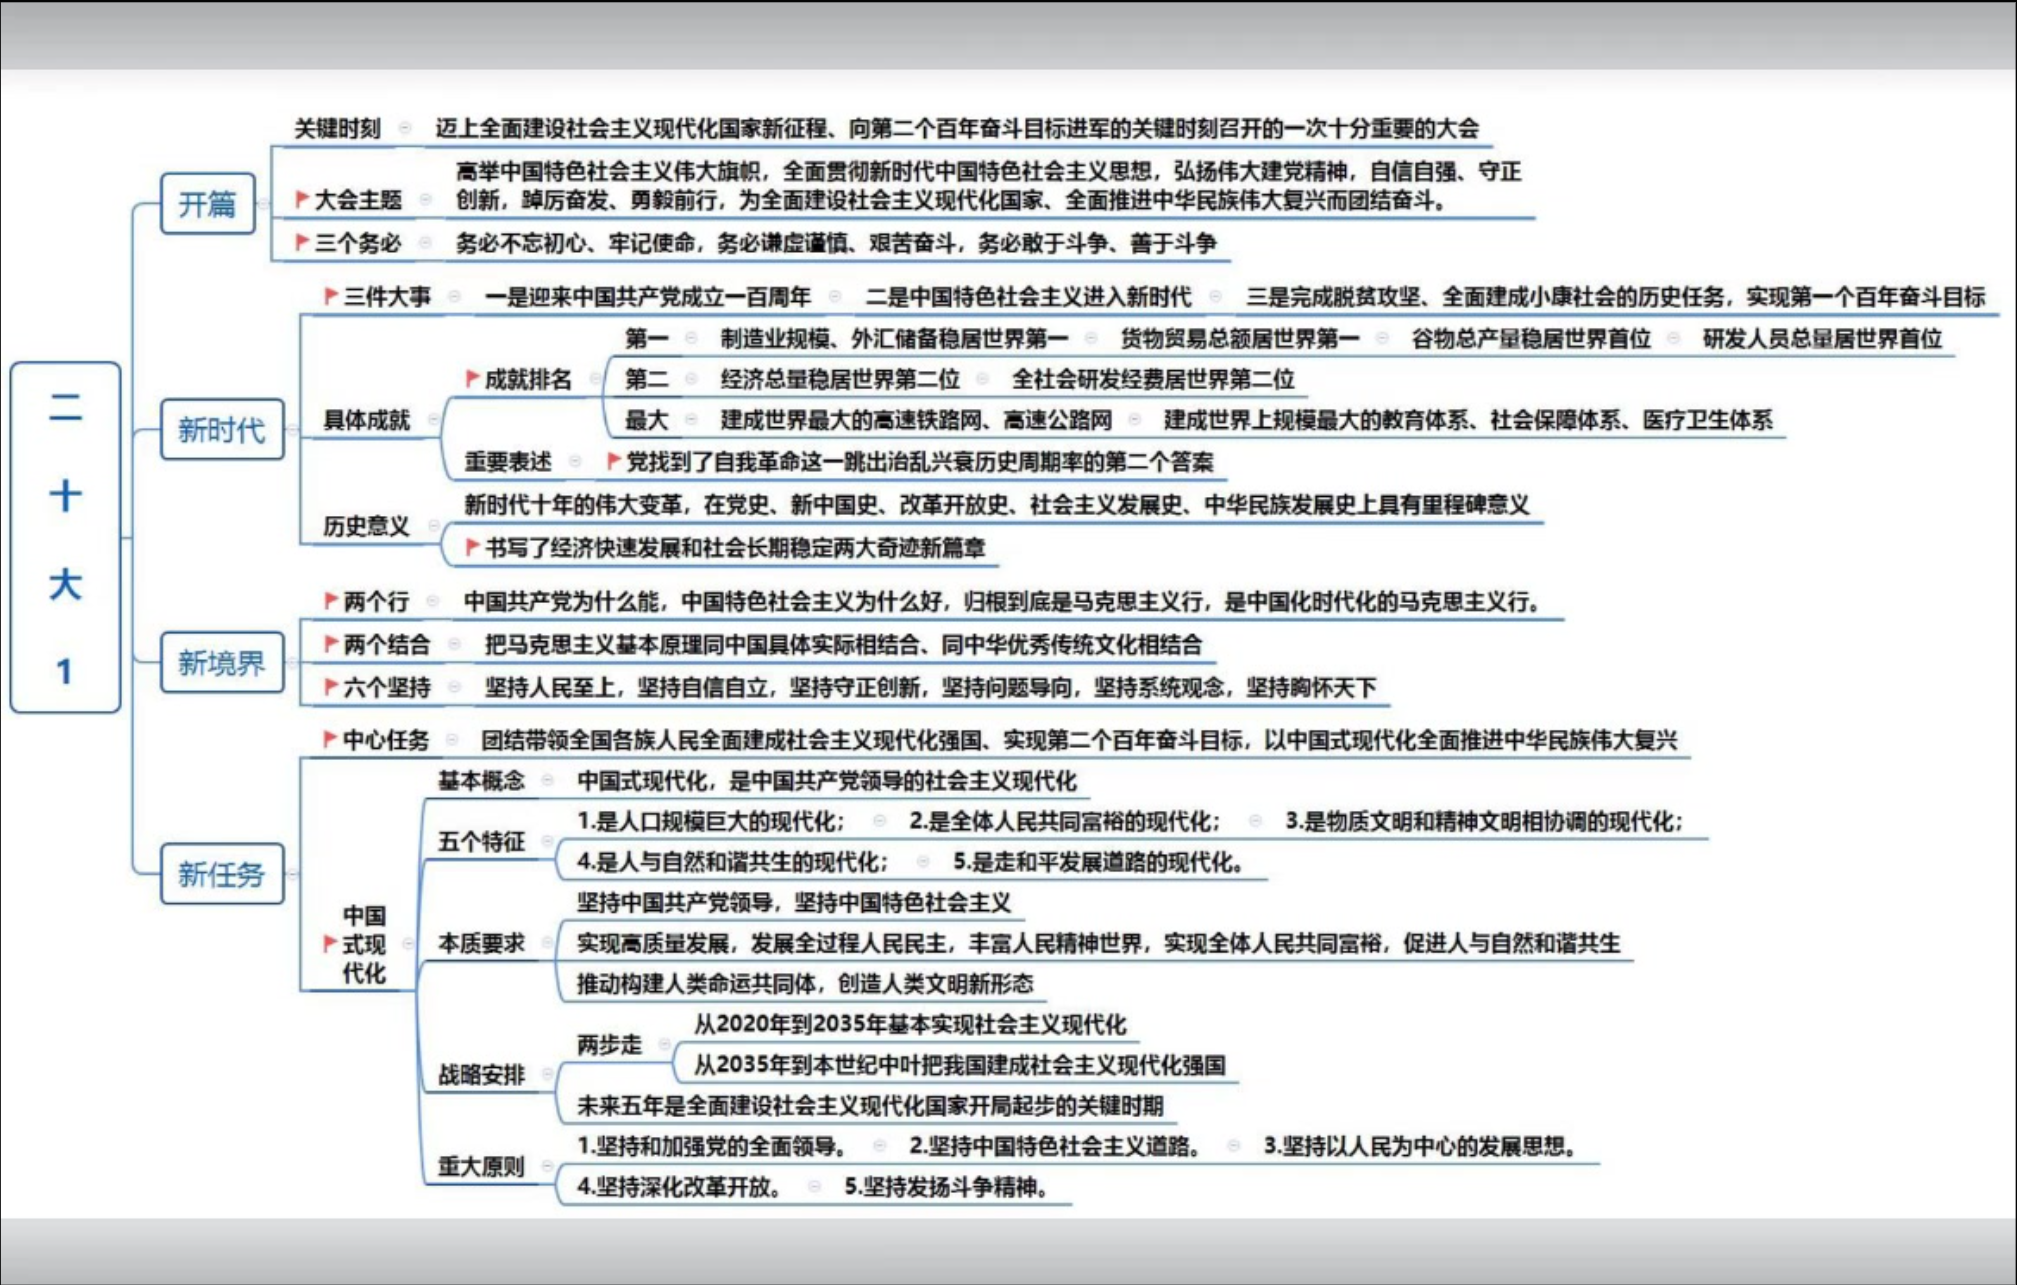 二十大1
开篇
关键时刻
迈上全面建设社会主义现代化国家新征程、向第二个百年奋斗目标进军的关键时刻召开的一次十分重要的大会
大会主题
高举中国特色社会主义伟大旗帜，全面贯彻新时代中国特色社会主义思想，弘扬伟大建党精神，自信自强、守正
创新，踔厉奋发、勇毅前行，为全面建设社会主义现代化国家、全面推进中华民族伟大复兴而团结奋斗。
三个务必
务必不忘初心、牢记使命，务必谦虚谨慎、艰苦奋斗，务必敢于斗争、善于斗争
新时代
三件大事
一是迎来中国共产党成立一百周年
二是中国特色社会主义进入新时代
三是完成脱贫攻坚、全面建成小康社会的历史任务，实现第一个百年奋斗目标
具体成就
成就排名
第一
制造业规模、外汇储备稳居世界第一
货物贸易总额居世界第一
谷物总产量稳居世界首位
研发人员总量居世界首位
第二
经济总量稳居世界第二位
全社会研发经费居世界第二位
最大
建成世界最大的高速铁路网、高速公路网
建成世界上规模最大的教育体系、社会保障体系、医疗卫生体系
重要表述
党找到了自我革命这一跳出治乱兴衰历史周期率的第二个答案
历史意义
新时代十年的伟大变革，在党史、新中国史、改革开放史、社会主义发展史、中华民族发展史上具有里程碑意义
书写了经济快速发展和社会长期稳定两大奇迹新篇章
新境界
两个行
中国共产党为什么能，中国特色社会主义为什么好，归根到底是马克思主义行，是中国化时代化的马克思主义行。
两个结合
把马克思主义基本原理同中国具体实际相结合、同中华优秀传统文化相结合
六个坚持
坚持人民至上，坚持自信自立，坚持守正创新，坚持问题导向，坚持系统观念，坚持胸怀天下
新任务
中心任务
团结带领全国各族人民全面建成社会主义现代化强国、实现第二个百年奋斗目标，以中国式现代化全面推进中华民族伟大复兴
中国
式现
代化
基本概念
中国式现代化，是中国共产党领导的社会主义现代化
五个特征
1.是人口规模巨大的现代化；
2.是全体人民共同富裕的现代化；
3.是物质文明和精神文明相协调的现代化；
4.是人与自然和谐共生的现代化；
5.是走和平发展道路的现代化。
本质要求
坚持中国共产党领导，坚持中国特色社会主义
实现高质量发展，发展全过程人民民主，丰富人民精神世界，实现全体人民共同富裕，促进人与自然和谐共生
推动构建人类命运共同体，创造人类文明新形态
战略安排
两步走
从2020年到2035年基本实现社会主义现代化
从2035年到本世纪中叶把我国建成社会主义现代化强国
未来五年是全面建设社会主义现代化国家开局起步的关键时期
重大原则
1.坚持和加强党的全面领导。
2.坚持中国特色社会主义道路。
3.坚持以人民为中心的发展思想。
4.坚持深化改革开放。
5.坚持发扬斗争精神。